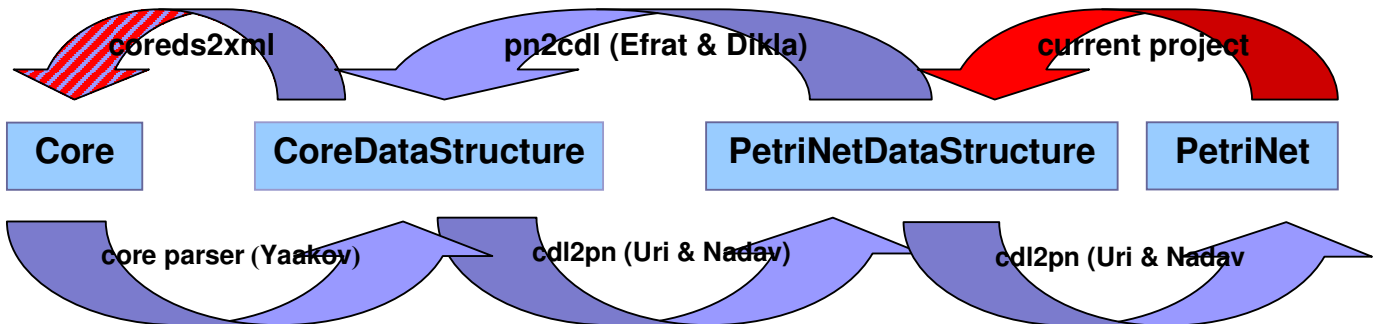 coreds2xml
pn2cdl (Efrat & Dikla)
current project
Core
CoreDataStructure
PetriNetDataStructure
PetriNet
core parser (Yaakov)
cdl2pn (Uri & Nadav)
cdl2pn (Uri & Nadav